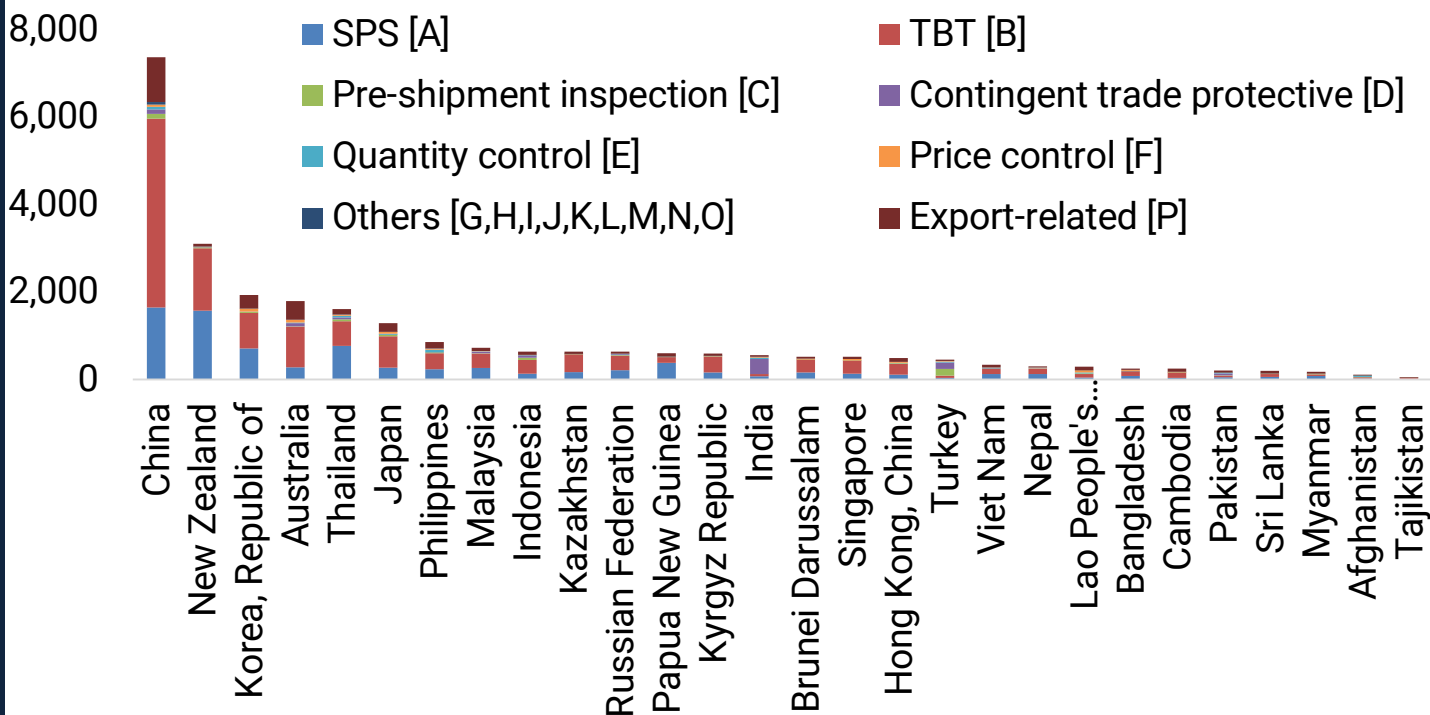 8,000
6,000
4,000
2,000
0
SPS [A]
TBT [B]
Pre-shipment inspection [C]
Contingent trade protective [D]
Quantity control [E]
Price control [F]
Others [G,H,I,J,K,L,M,N,O]
Export-related [P]
China
New Zealand
Korea, Republic of
Australia
Thailand
Japan
Philippines
Malaysia
Indonesia
Kazakhstan
Russian Federation
Papua New Guinea
Kyrgyz Republic
India
Brunei Darussalam
Singapore
Hong Kong, China
Turkey
Viet Nam
Nepal
Lao People's…
Bangladesh
Cambodia
Pakistan
Sri Lanka
Myanmar
Afghanistan
Tajikistan